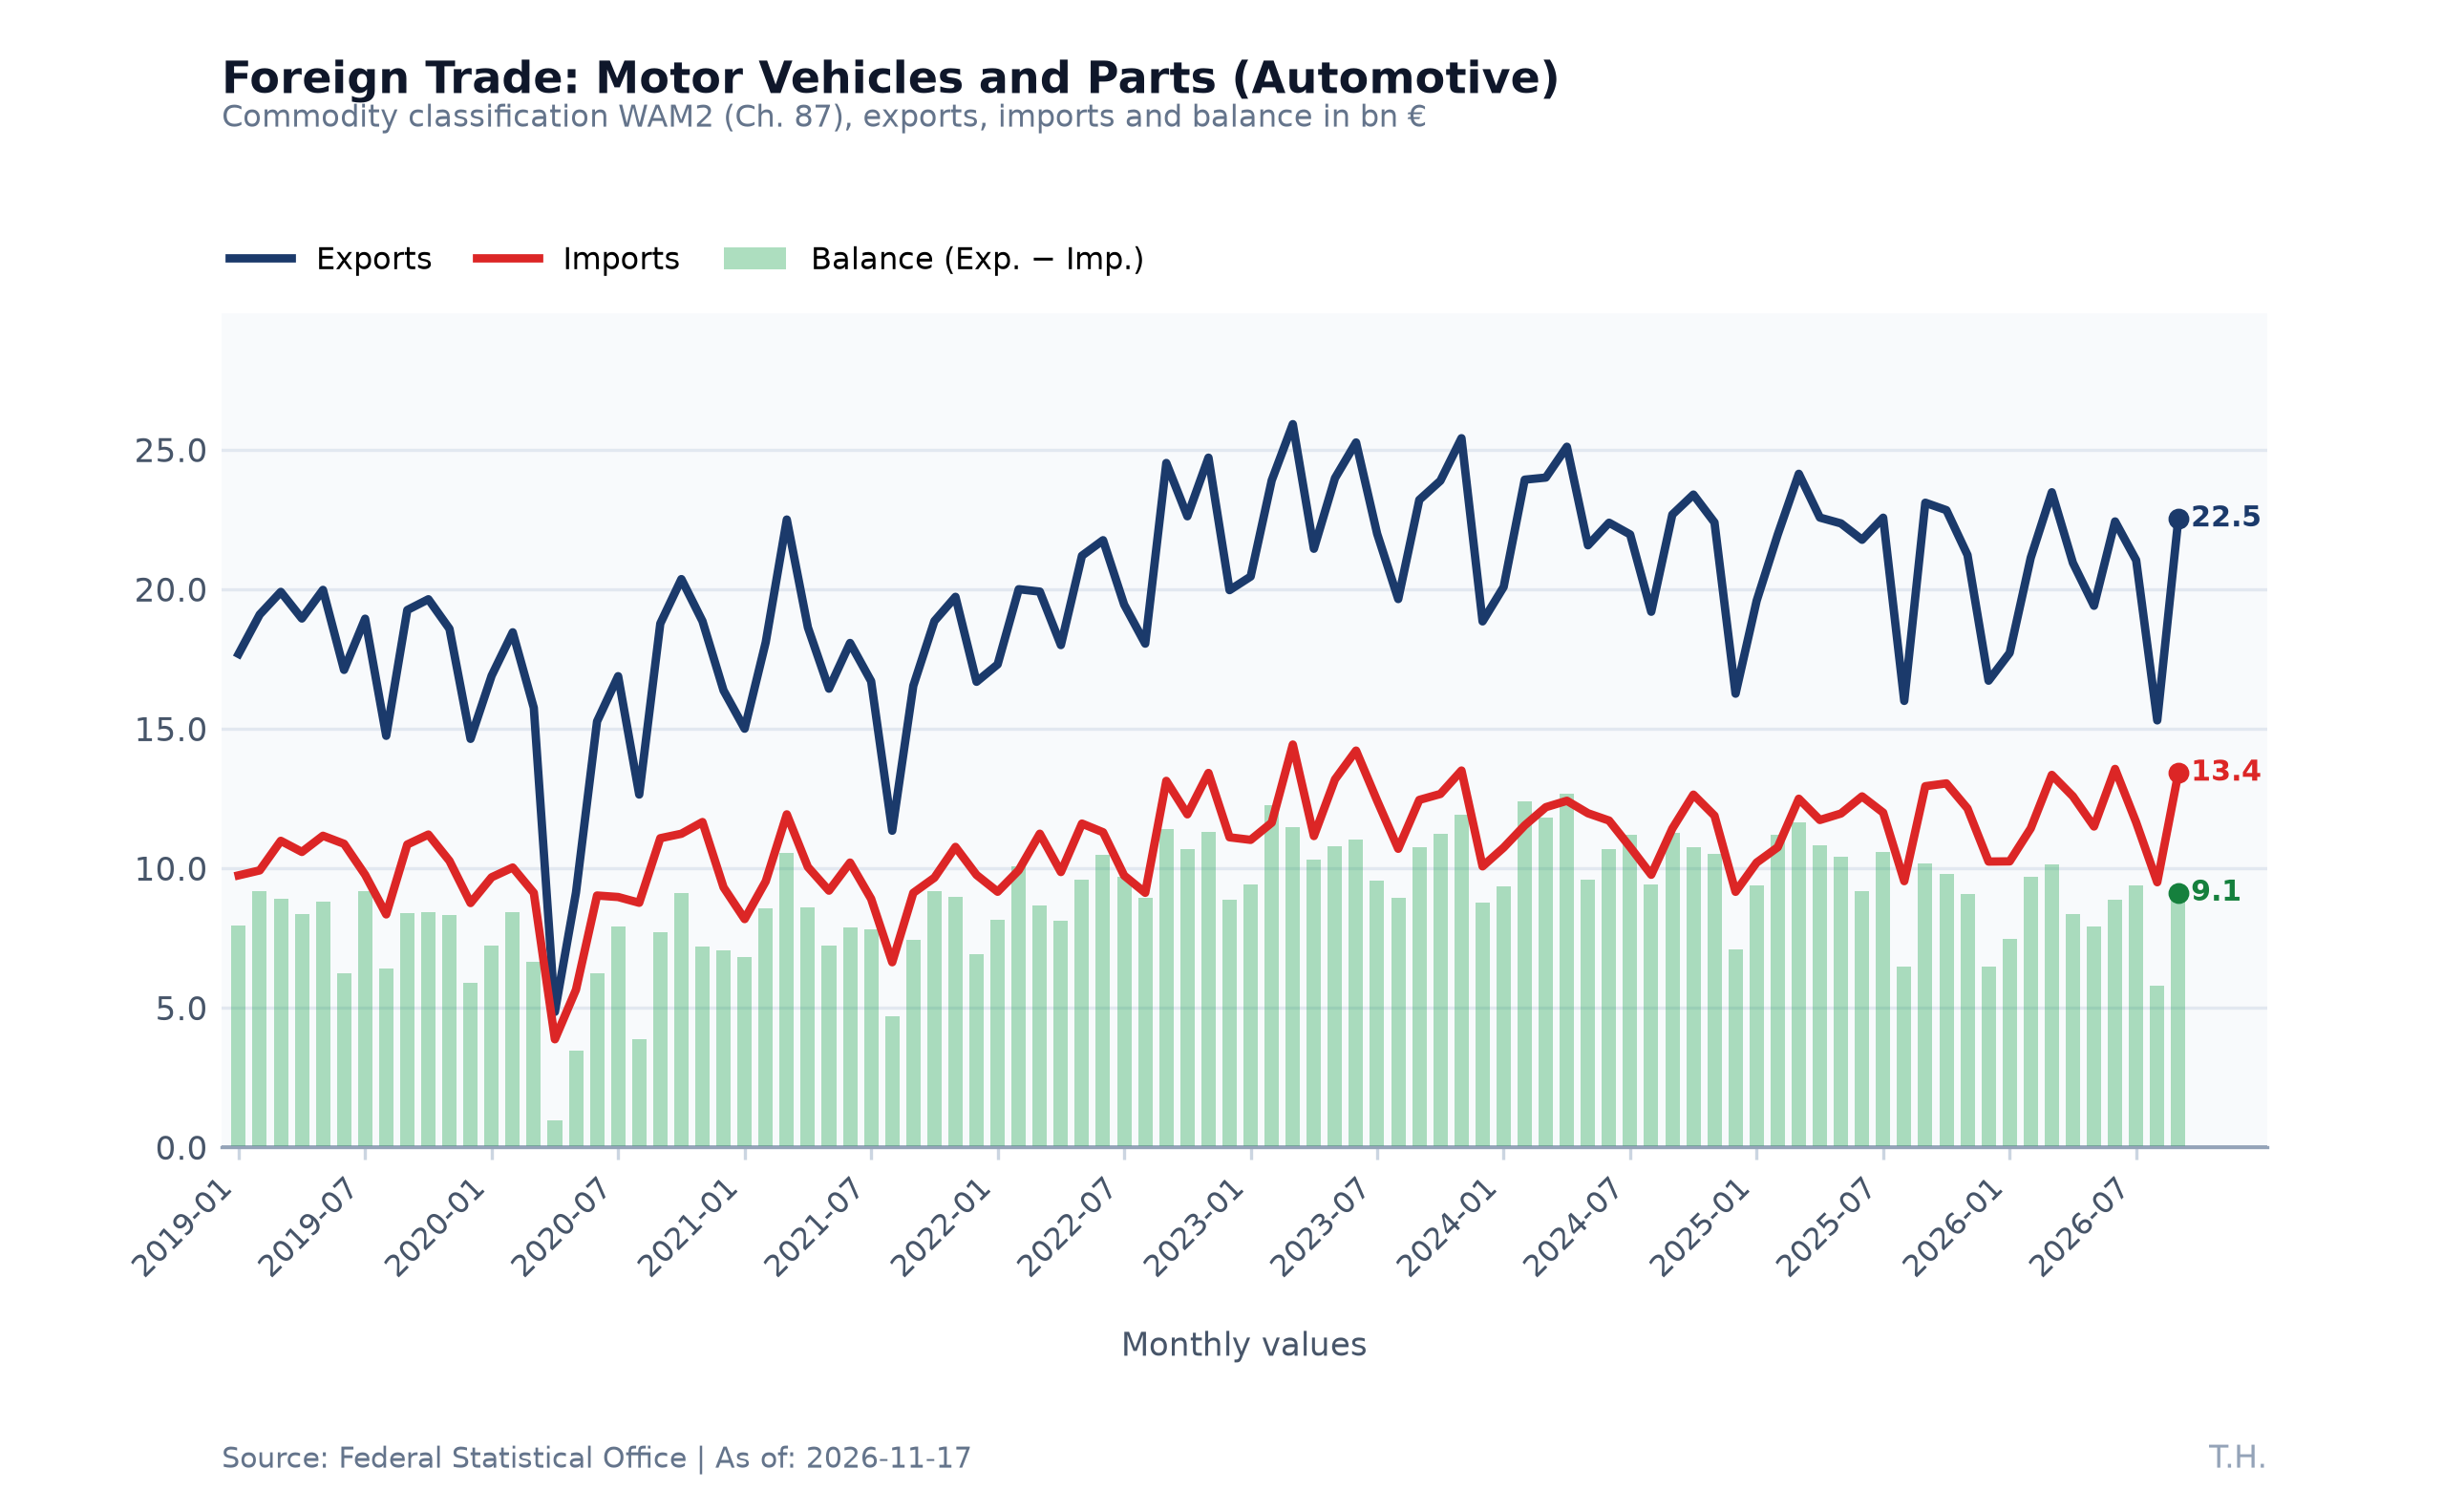 Foreign Trade: Motor Vehicles and Parts (Automotive)
Commodity classification WAM2 (Ch. 87), exports, imports and balance in bn €
Exports Imports Balance (Exp. − Imp.)
25.0
20.0
15.0
10.0
5.0
0.0
22.5
13.4
9.1
2019-01 2019-07 2020-01 2020-07 2021-01 2021-07 2022-01 2022-07 2023-01 2023-07 2024-01 2024-07 2025-01 2025-07 2026-01 2026-07
Monthly values
Source: Federal Statistical Office | As of: 2026-11-17
T.H.